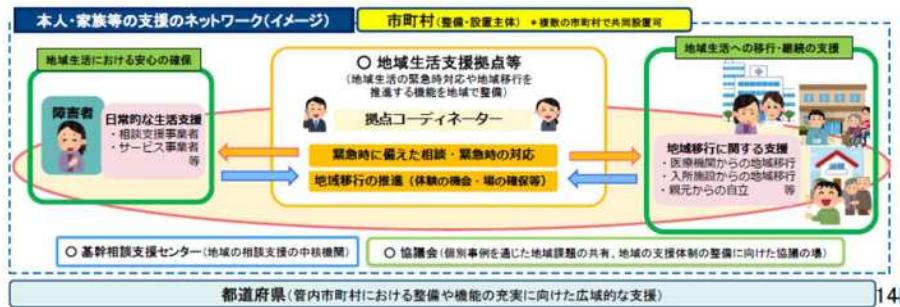 本人・家族等の支援のネットワーク(イメージ)
市町村(整備・設置主体) *複数の市町村で共同設置可
地域生活における安心の確保
障害者
日常的な生活支援
・相談支援事業者
・サービス事業者
等
○ 地域生活支援拠点等
(地域生活の緊急時対応や地域移行を
推進する機能を地域で整備)
拠点コーディネーター
緊急時に備えた相談・緊急時の対応
地域移行の推進(体験の機会・場の確保等)
地域生活への移行・継続の支援
地域移行に関する支援
・医療機関からの地域移行
・入所施設からの地域移行
・親元からの自立 等
○ 基幹相談支援センター(地域の相談支援の中核機関)
○ 協議会(個別事例を通じた地域課題の共有、地域の支援体制の整備に向けた協議の場)
都道府県(管内市町村における整備や機能の充実に向けた広域的な支援)